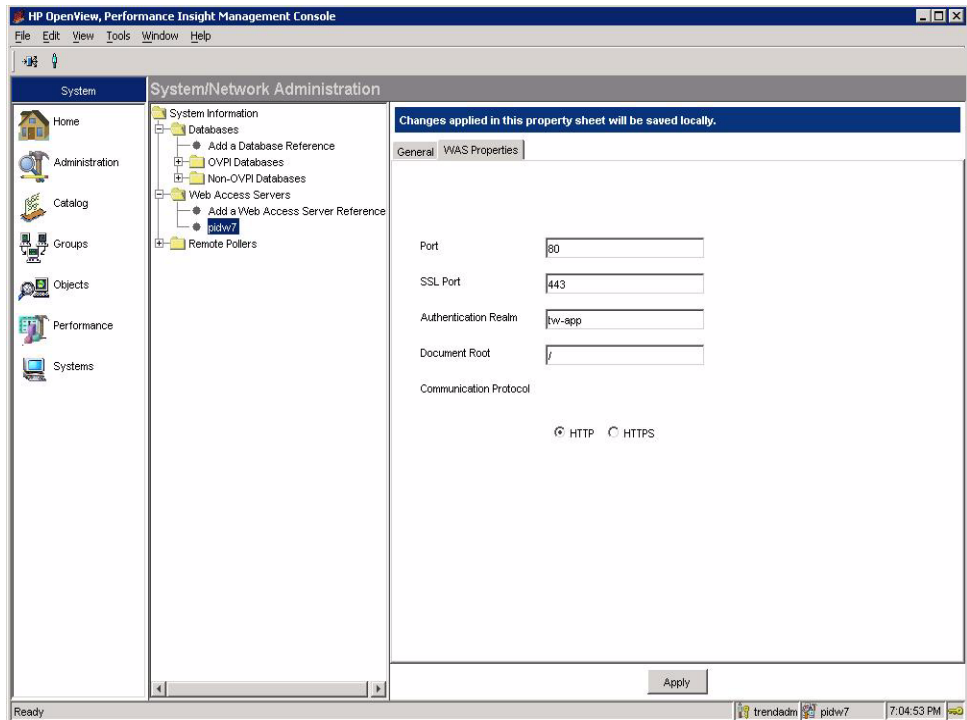 HP OpenView, Performance Insight Management Console
File Edit View Tools Window Help
System
System/Network Administration
Home
Administration
Catalog
Groups
Objects
Performance
Systems
System Information
Databases
Add a Database Reference
OVPI Databases
Non-OVPI Databases
Web Access Servers
Add a Web Access Server Reference
pidw7
Remote Pollers
Changes applied in this property sheet will be saved locally.
General WAS Properties
Port 80
SSL Port 443
Authentication Realm tw-app
Document Root /
Communication Protocol
HTTP HTTPS
Apply
Ready trendadm pidw7 7:04:53 PM